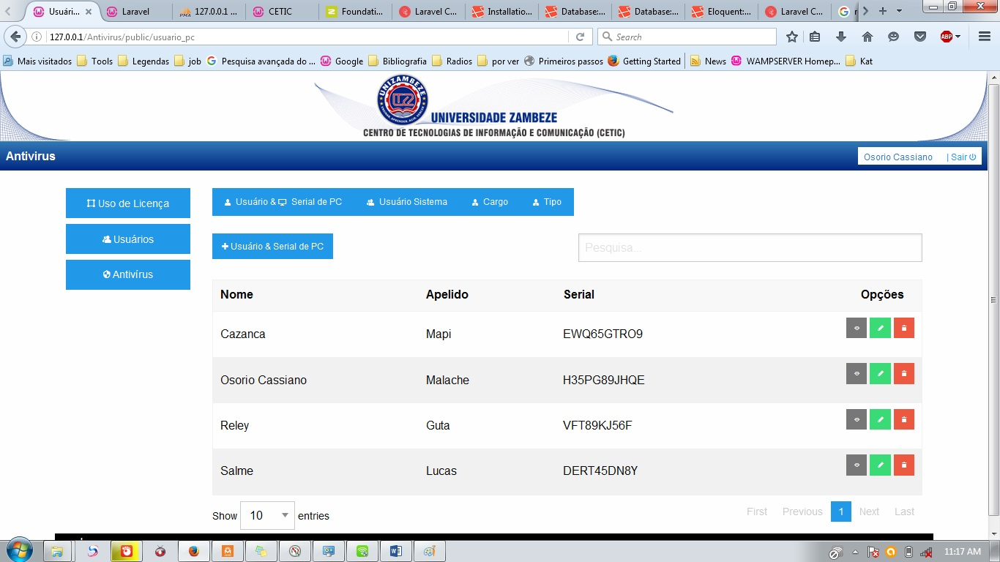 Usuári... Laravel 127.0.0.1 ... CETIC Foundati... Laravel C... Installatio... Database:... Database:... Eloquent:... Laravel C...
127.0.0.1/Antivirus/public/usuario_pc Search ABP
Mais visitados Tools Legendas job Pesquisa avançada do ... Google Bibliografia Radios por ver Primeiros passos Getting Started News WAMPSERVER Homep... Kat
UNIZAMBEZE
UZ
UNIVERSIDADE ZAMBEZE
CENTRO DE TECNOLOGIAS DE INFORMAÇÃO E COMUNICAÇÃO (CETIC)
Antivirus Osorio Cassiano | Sair
Uso de Licença
Usuários
Antivírus
Usuário & Serial de PC Usuário Sistema Cargo Tipo
Usuário & Serial de PC Pesquisa...
Nome Apelido Serial Opções
Cazanca Mapi EWQ65GTRO9
Osorio Cassiano Malache H35PG89JHQE
Reley Guta VFT89KJ56F
Salme Lucas DERT45DN8Y
Show 10 entries First Previous 1 Next Last
11:17 AM